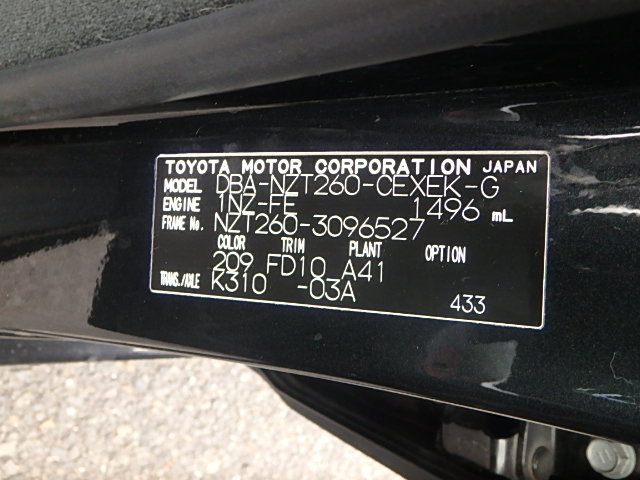 TOYOTA MOTOR CORPORATION JAPAN
MODEL DBA-NZT260-CEXEK-G
ENGINE 1NZ-FE 1496 mL
FRAME No. NZT260-3096527
COLOR TRIM PLANT OPTION
209 FD10 A41
TRANS./AXLE K310 -03A
433